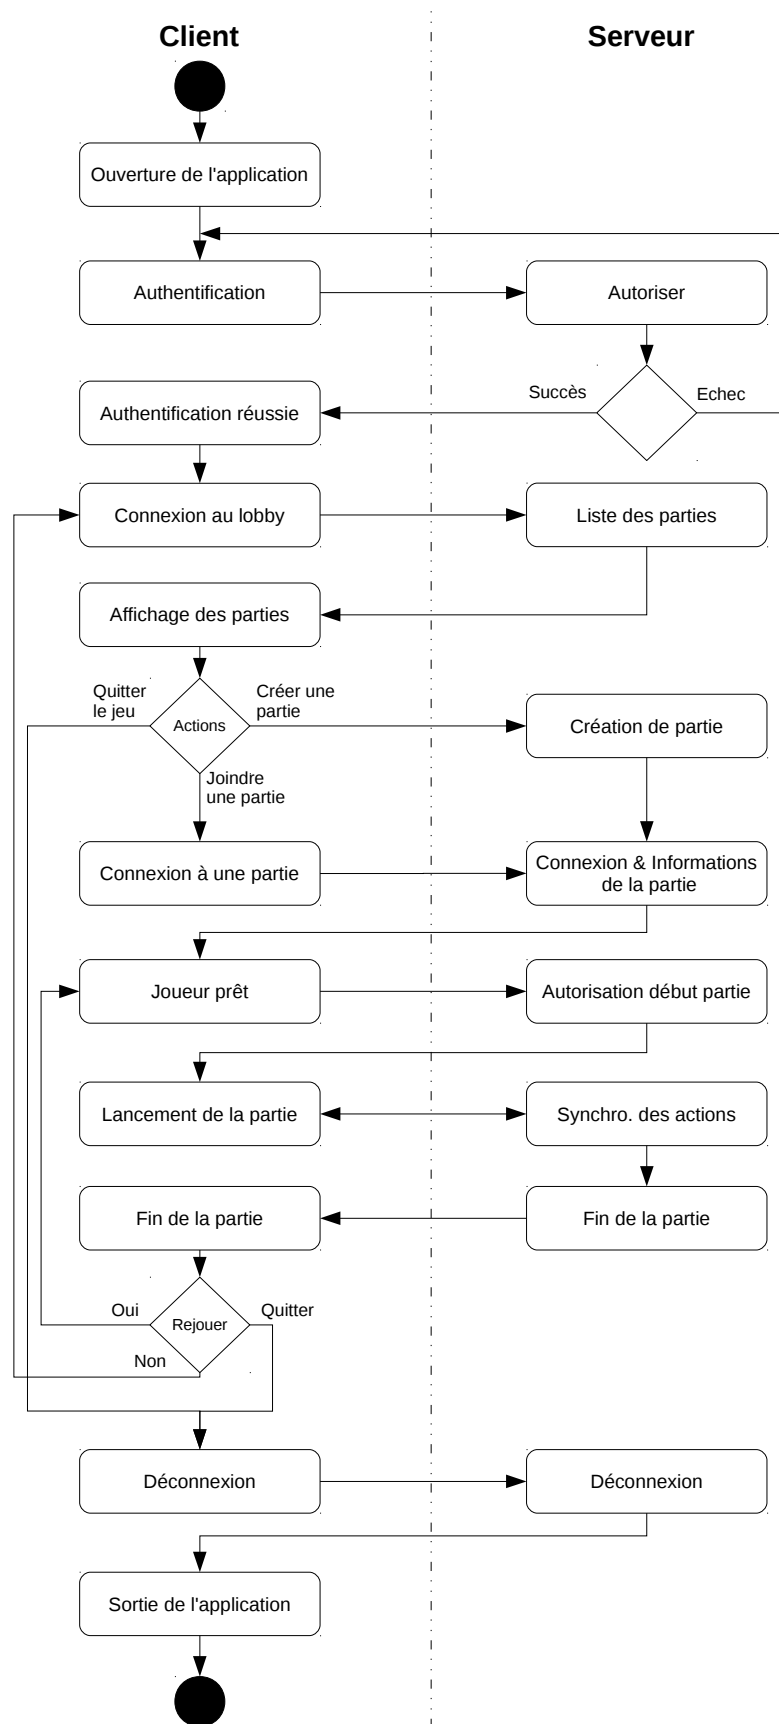 Client
Serveur
Ouverture de l'application
Authentification
Autoriser
Succès
Echec
Authentification réussie
Connexion au lobby
Liste des parties
Affichage des parties
Quitter
le jeu
Créer une
partie
Actions
Création de partie
Joindre
une partie
Connexion à une partie
Connexion & Informations
de la partie
Joueur prêt
Autorisation début partie
Lancement de la partie
Synchro. des actions
Fin de la partie
Fin de la partie
Oui
Quitter
Rejouer
Non
Déconnexion
Déconnexion
Sortie de l'application